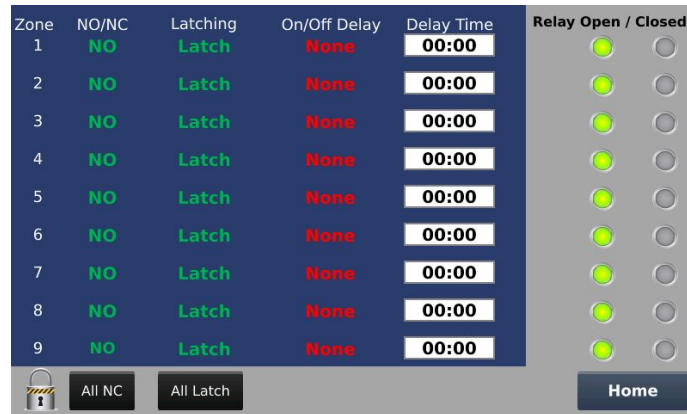 Zone NO/NC Latching On/Off Delay Delay Time Relay Open / Closed
1 NO Latch None 00:00
2 NO Latch None 00:00
3 NO Latch None 00:00
4 NO Latch None 00:00
5 NO Latch None 00:00
6 NO Latch None 00:00
7 NO Latch None 00:00
8 NO Latch None 00:00
9 NO Latch None 00:00
All NC All Latch Home